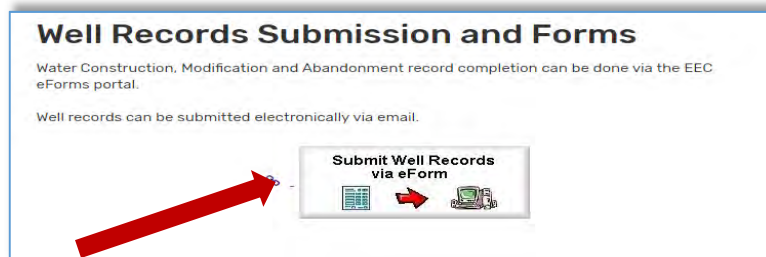 Well Records Submission and Forms
Water Construction, Modification and Abandonment record completion can be done via the EEC
eForms portal.
Well records can be submitted electronically via email.
Submit Well Records
via eForm